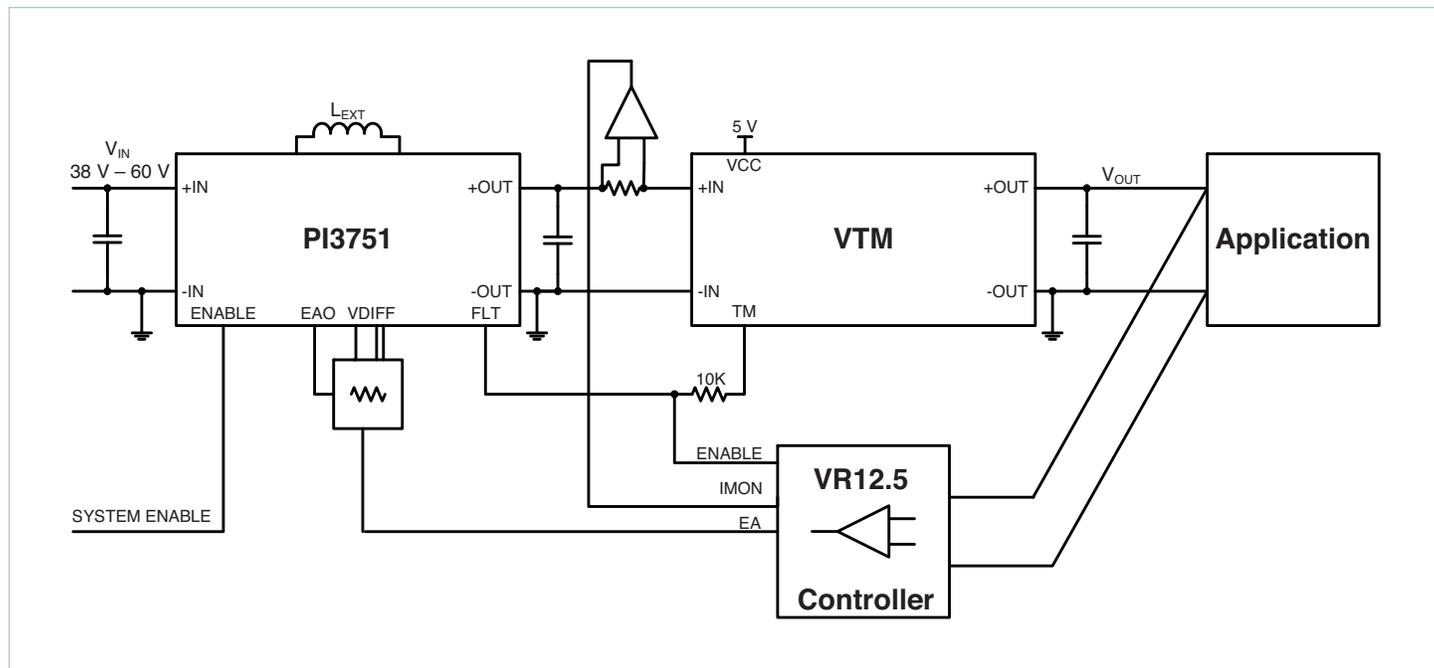 L_EXT
V_IN
38 V – 60 V
+IN
-IN
PI3751
+OUT
-OUT
ENABLE
EAO
VDIFF
FLT
5 V
VCC
+IN
-IN
VTM
+OUT
-OUT
TM
V_OUT
Application
10K
SYSTEM ENABLE
ENABLE
IMON
EA
VR12.5
Controller